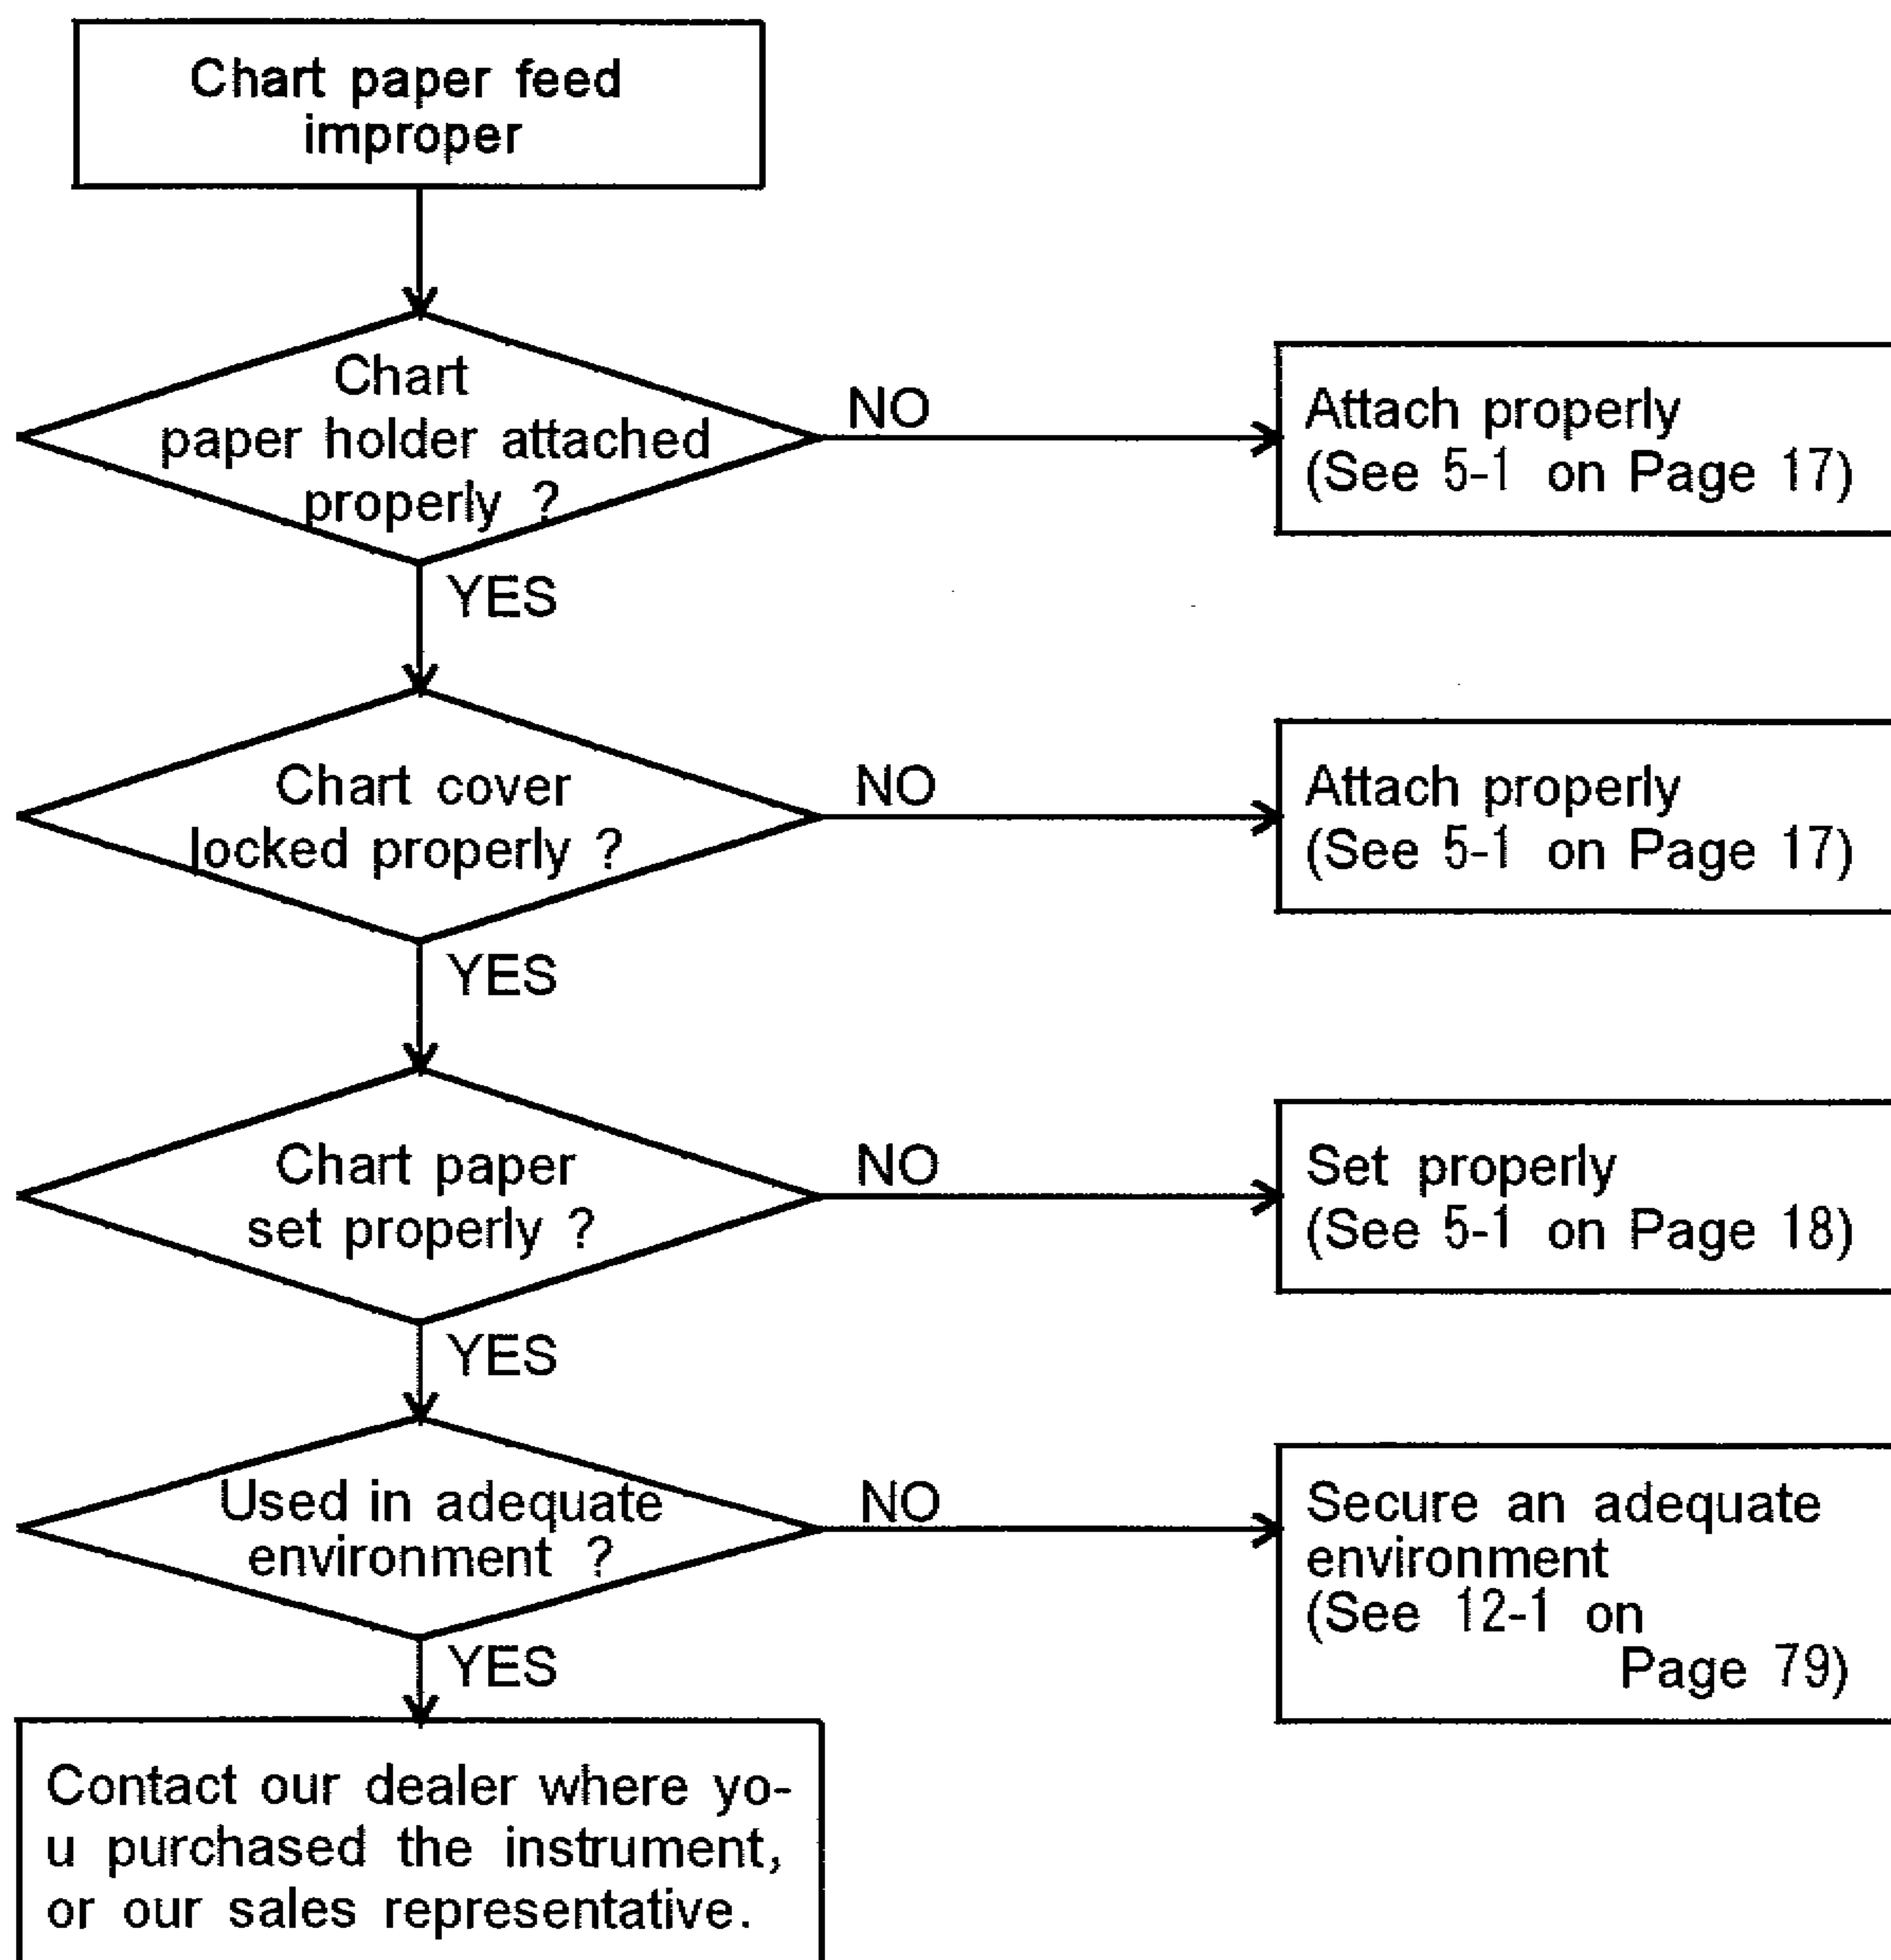 Chart paper feed
improper
Chart
paper holder attached
properly ?
NO
Attach properly
(See 5-1 on Page 17)
YES
Chart cover
locked properly ?
NO
Attach properly
(See 5-1 on Page 17)
YES
Chart paper
set properly ?
NO
Set properly
(See 5-1 on Page 18)
YES
Used in adequate
environment ?
NO
Secure an adequate
environment
(See 12-1 on
Page 79)
YES
Contact our dealer where yo-
u purchased the instrument,
or our sales representative.